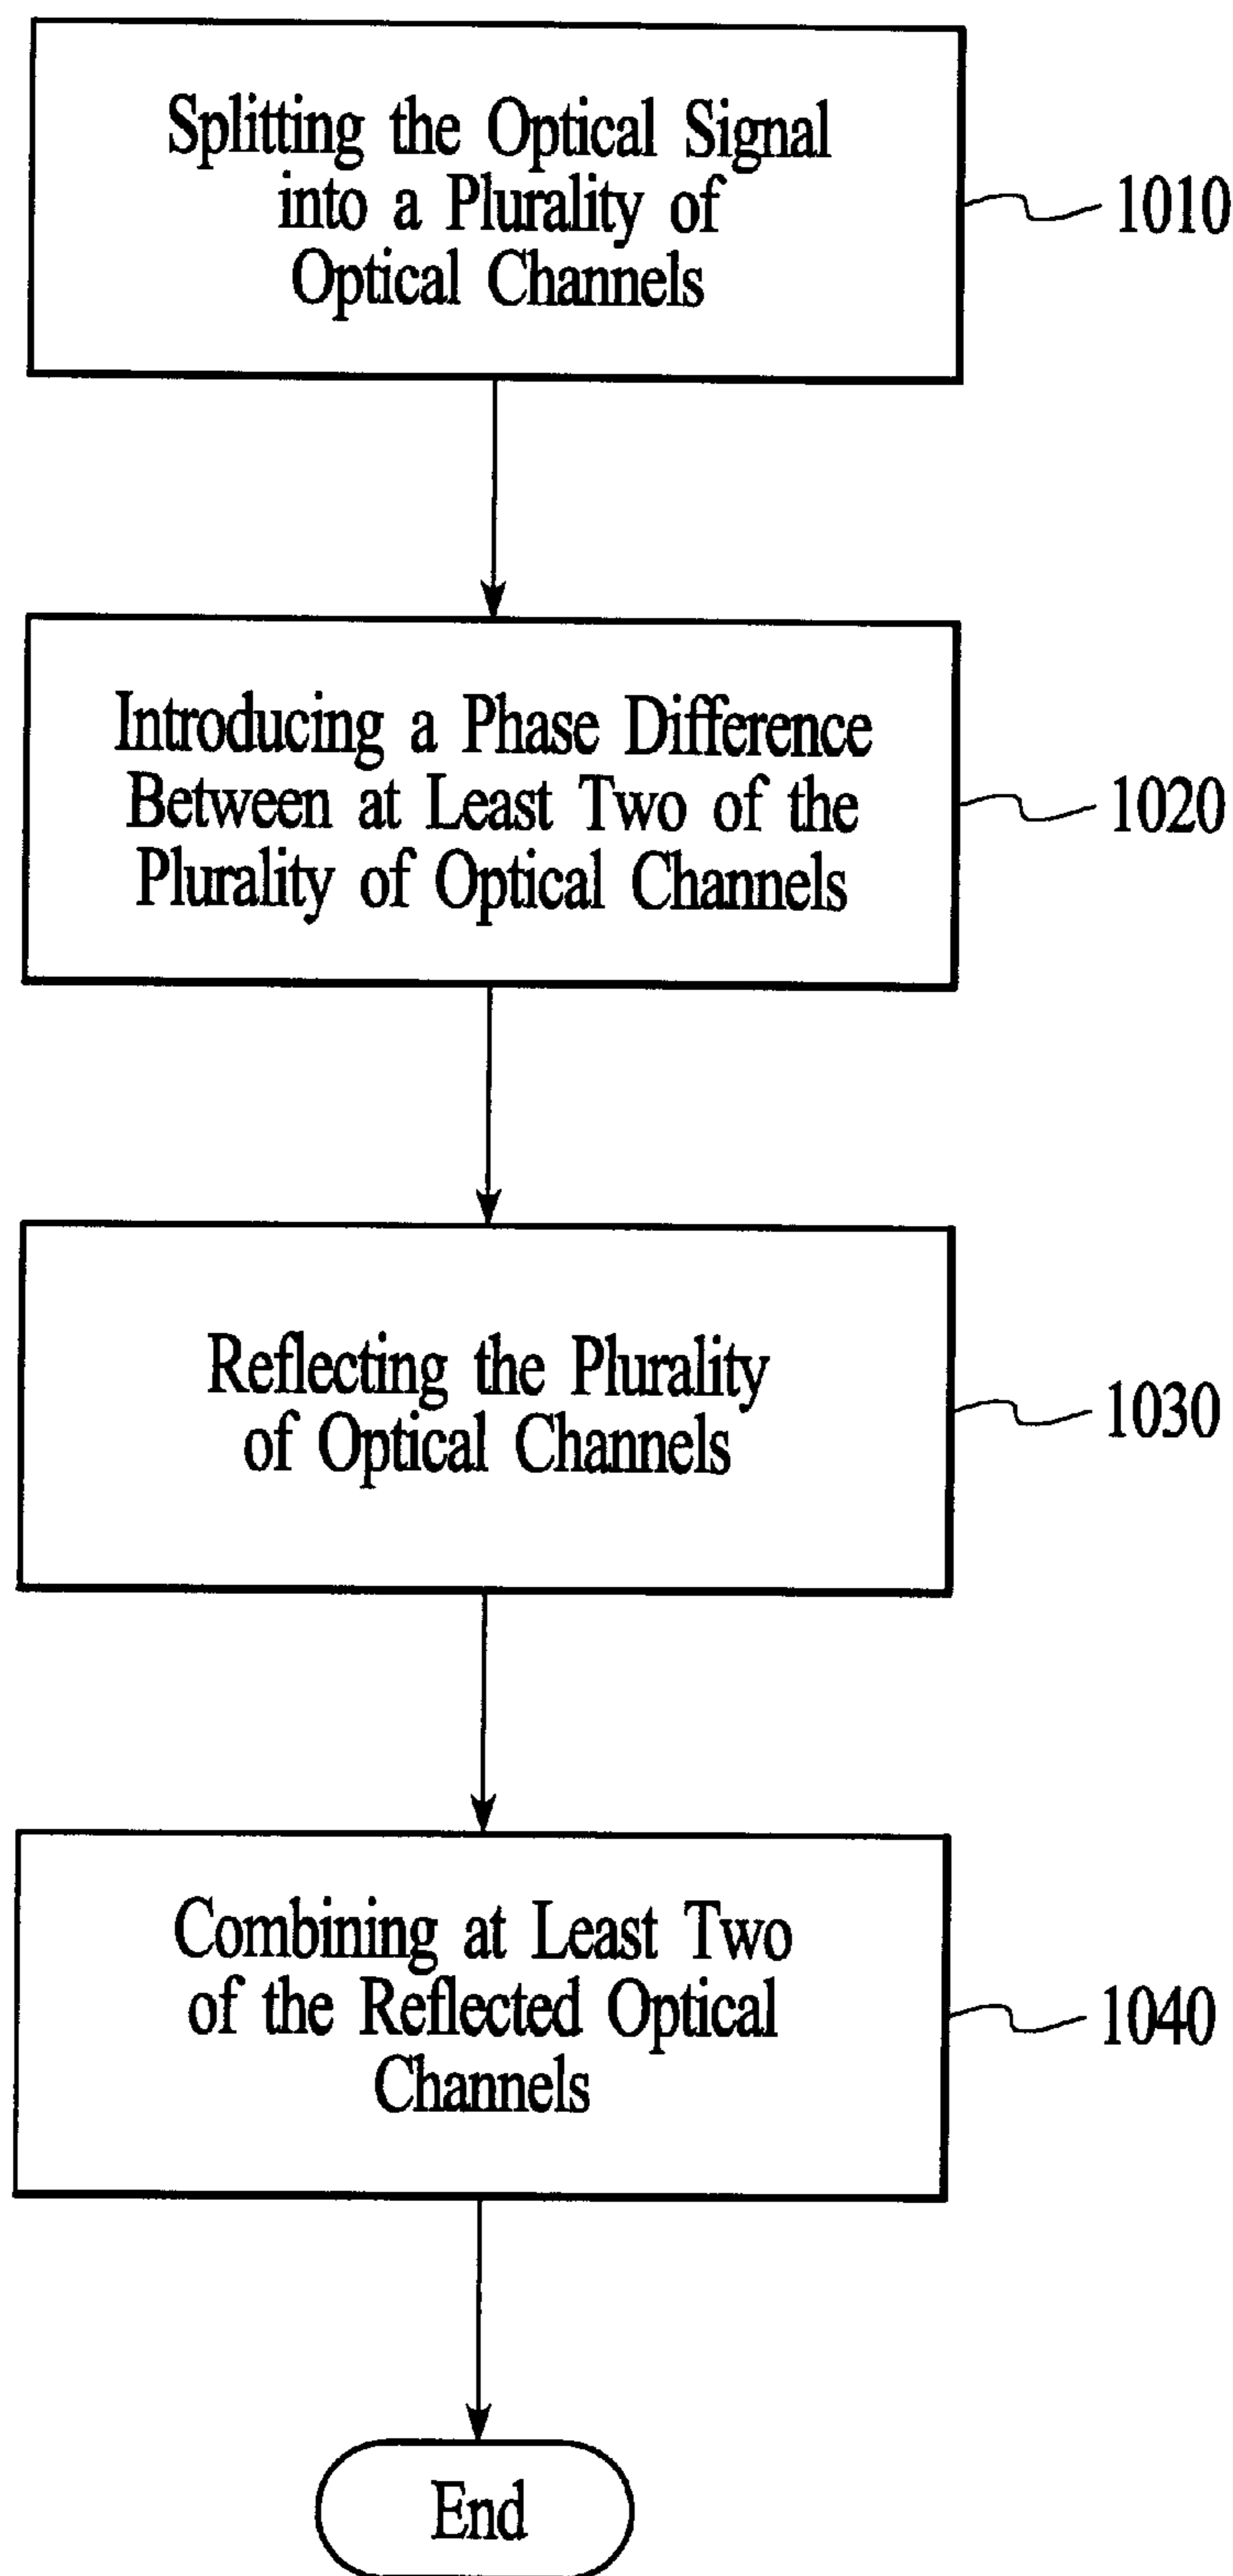 Splitting the Optical Signal
into a Plurality of
Optical Channels
1010
Introducing a Phase Difference
Between at Least Two of the
Plurality of Optical Channels
1020
Reflecting the Plurality
of Optical Channels
1030
Combining at Least Two
of the Reflected Optical
Channels
1040
End